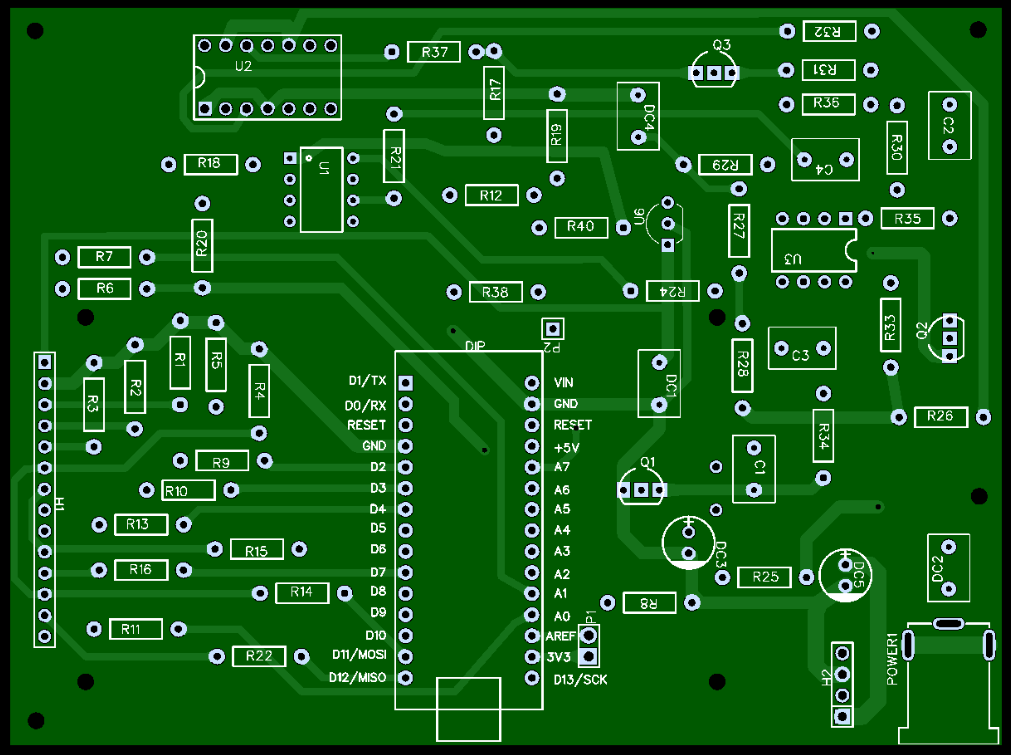 R32
Q3
R37
U2
R31
R17
R36
DC4
C2
R19
R21
R30
U1
R18
R29
C4
R12
U6
R35
R40
R27
R20
U3
R7
R6
R38
R24
R33
Q2
P2
DIP
R1
R5
C3
R2
R28
DC1
R4
R3
D1/TX
VIN
D0/RX
GND
R26
RESET
RESET
R34
GND
+5V
R9
D2
A7
Q1
C1
R10
D3
A6
H1
D4
A5
R13
D5
A4
R15
D6
A3
DC3
R16
D7
A2
R25
DC5
DC2
R14
D8
A1
R8
D9
A0
P1
R11
D10
AREF
POWER1
R22
D11/MOSI
3V3
H2
D12/MISO
D13/SCK